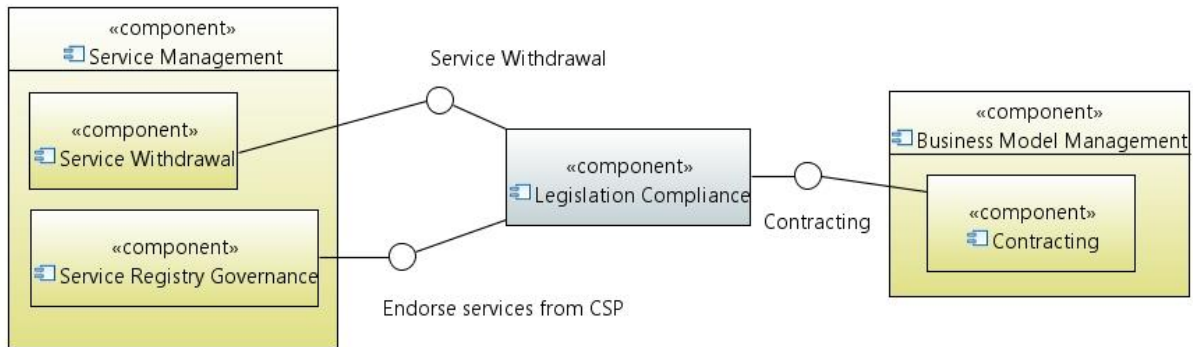 «component»
Service Management
«component»
Service Withdrawal
«component»
Service Registry Governance
Service Withdrawal
Endorse services from CSP
«component»
Legislation Compliance
Contracting
«component»
Business Model Management
«component»
Contracting